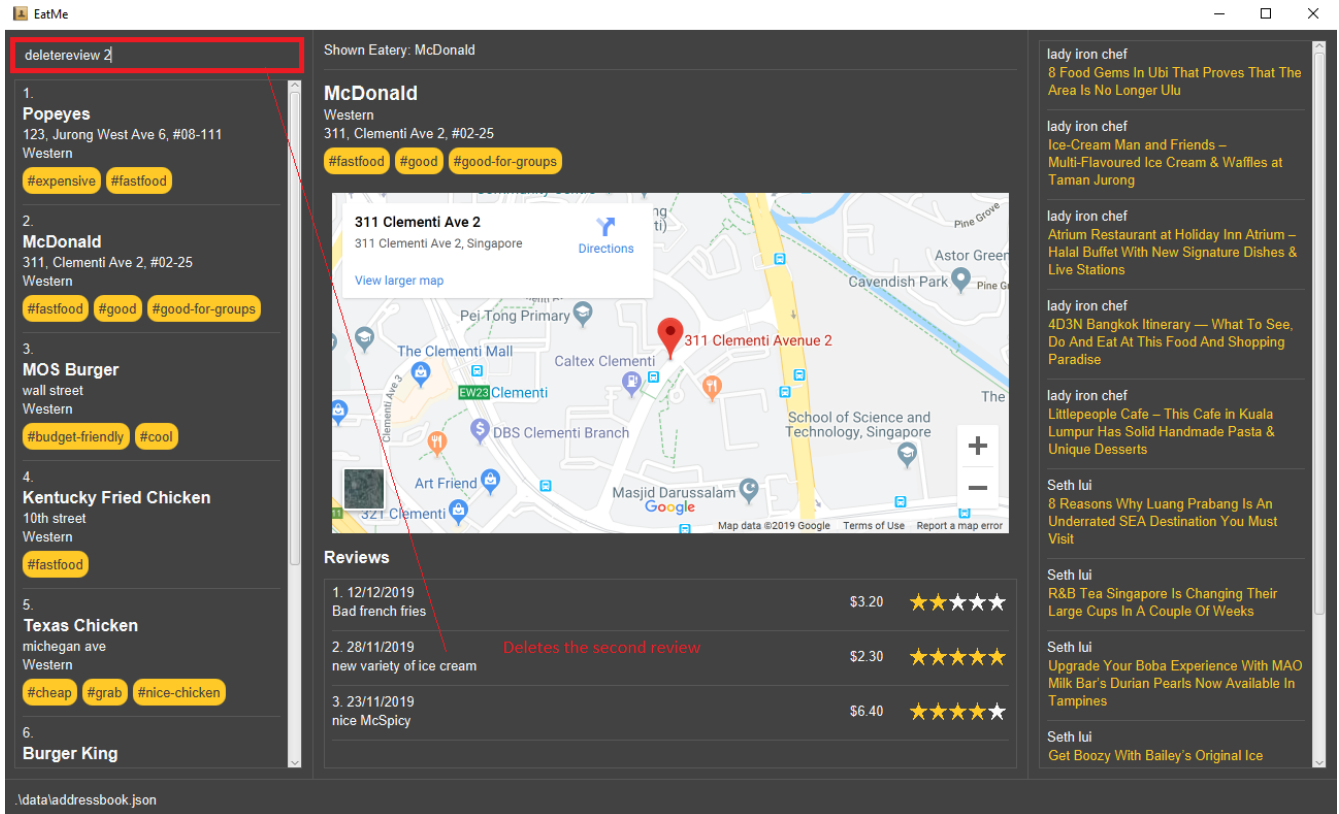 EatMe
deletereview 2
1.
Popeyes
123, Jurong West Ave 6, #08-111
Western
#expensive #fastfood
2.
McDonald
311, Clementi Ave 2, #02-25
Western
#fastfood #good #good-for-groups
3.
MOS Burger
wall street
Western
#budget-friendly #cool
4.
Kentucky Fried Chicken
10th street
Western
#fastfood
5.
Texas Chicken
michegan ave
Western
#cheap #grab #nice-chicken
6.
Burger King
Shown Eatery: McDonald
McDonald
Western
311, Clementi Ave 2, #02-25
#fastfood #good #good-for-groups
311 Clementi Ave 2
311 Clementi Ave 2, Singapore
View larger map
Directions
Pine Grove
Astor Green
Cavendish Park
Pei Tong Primary
311 Clementi Avenue 2
The Clementi Mall
Caltex Clementi
EW23 Clementi
Clementi Ave 3
The
School of Science and
Technology, Singapore
DBS Clementi Branch
Art Friend
Masjid Darussalam
321 Clementi
11
Google
Map data ©2019 Google Terms of Use Report a map error
Reviews
1. 12/12/2019
Bad french fries
$3.20
2. 28/11/2019
new variety of ice cream
$2.30
Deletes the second review
3. 23/11/2019
nice McSpicy
$6.40
lady iron chef
8 Food Gems In Ubi That Proves That The
Area Is No Longer Ulu
lady iron chef
Ice-Cream Man and Friends –
Multi-Flavoured Ice Cream & Waffles at
Taman Jurong
lady iron chef
Atrium Restaurant at Holiday Inn Atrium –
Halal Buffet With New Signature Dishes &
Live Stations
lady iron chef
4D3N Bangkok Itinerary — What To See,
Do And Eat At This Food And Shopping
Paradise
lady iron chef
Littlepeople Cafe – This Cafe in Kuala
Lumpur Has Solid Handmade Pasta &
Unique Desserts
Seth lui
8 Reasons Why Luang Prabang Is An
Underrated SEA Destination You Must
Visit
Seth lui
R&B Tea Singapore Is Changing Their
Large Cups In A Couple Of Weeks
Seth lui
Upgrade Your Boba Experience With MAO
Milk Bar's Durian Pearls Now Available In
Tampines
Seth lui
Get Boozy With Bailey's Original Ice
.\data\addressbook.json